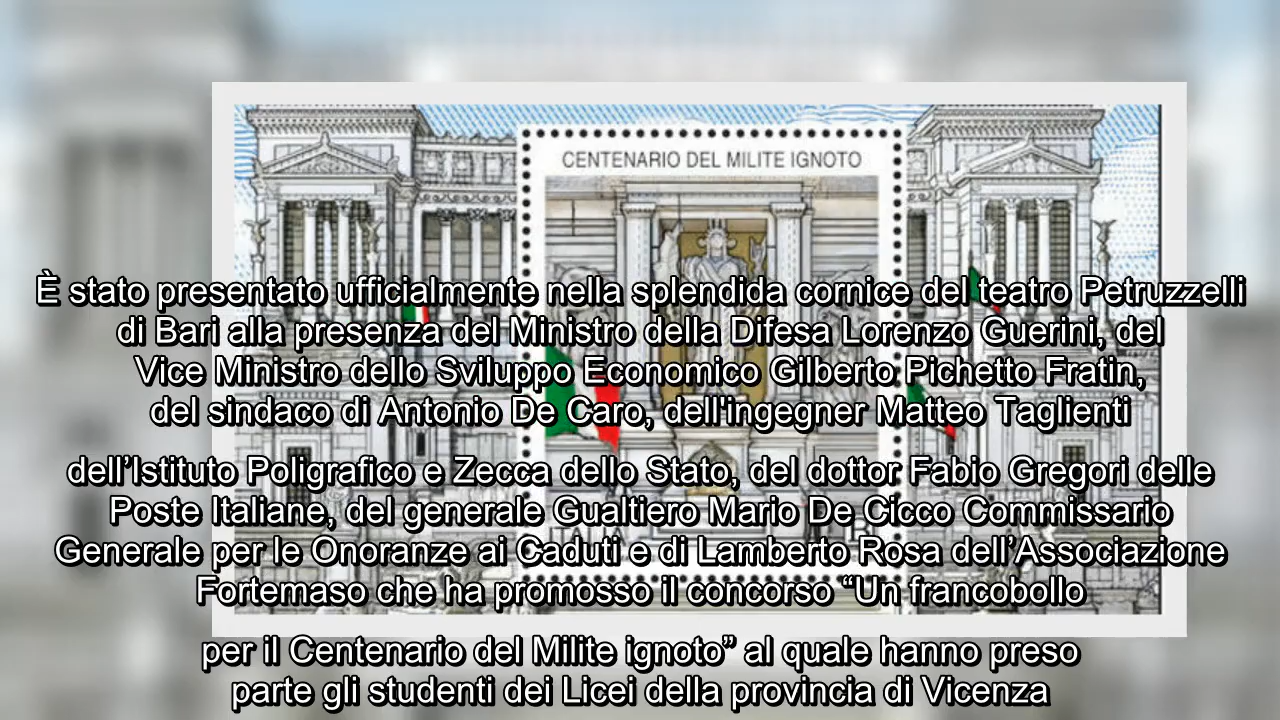 CENTENARIO DEL MILITE IGNOTO
È stato presentato ufficialmente nella splendida cornice del teatro Petruzzelli
di Bari alla presenza del Ministro della Difesa Lorenzo Guerini, del
Vice Ministro dello Sviluppo Economico Gilberto Pichetto Fratin,
del sindaco di Antonio De Caro, dell'ingegner Matteo Taglienti
dell’Istituto Poligrafico e Zecca dello Stato, del dottor Fabio Gregori delle
Poste Italiane, del generale Gualtiero Mario De Cicco Commissario
Generale per le Onoranze ai Caduti e di Lamberto Rosa dell’Associazione
Fortemaso che ha promosso il concorso “Un francobollo
per il Centenario del Milite ignoto” al quale hanno preso
parte gli studenti dei Licei della provincia di Vicenza